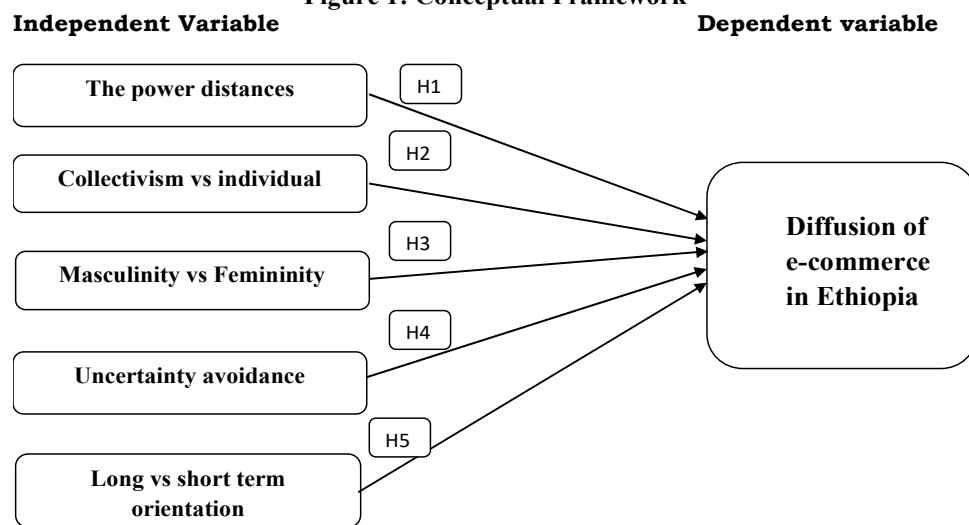 Figure 1: Conceptual Framework
Independent Variable
Dependent variable
The power distances
H1
H2
Collectivism vs individual
H3
Masculinity vs Femininity
Diffusion of
e-commerce
in Ethiopia
H4
Uncertainty avoidance
H5
Long vs short term
orientation